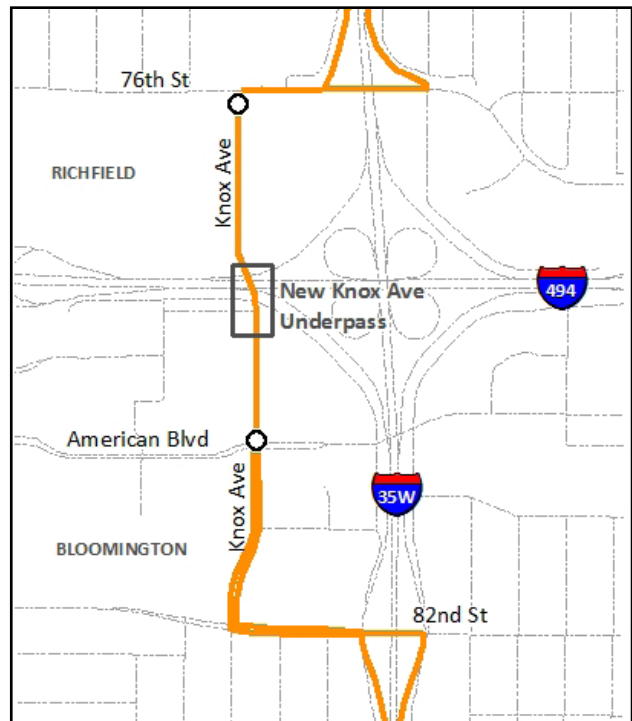 76th St
Knox Ave
RICHFIELD
New Knox Ave
Underpass
494
American Blvd
Knox Ave
35W
BLOOMINGTON
82nd St